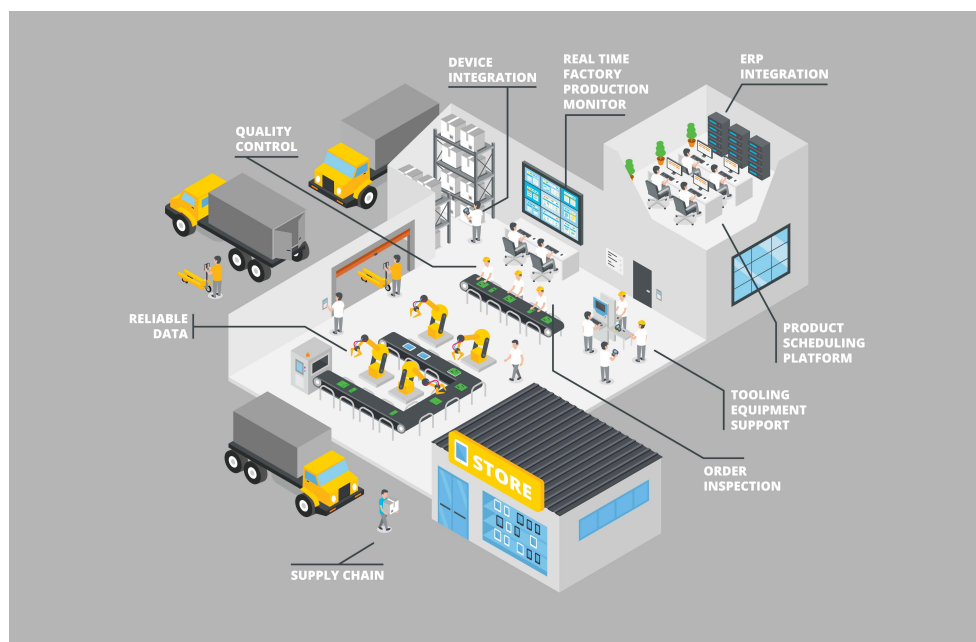 DEVICE
INTEGRATION
REAL TIME
FACTORY
PRODUCTION
MONITOR
ERP
INTEGRATION
QUALITY
CONTROL
RELIABLE
DATA
PRODUCT
SCHEDULING
PLATFORM
TOOLING
EQUIPMENT
SUPPORT
STORE
ORDER
INSPECTION
SUPPLY CHAIN